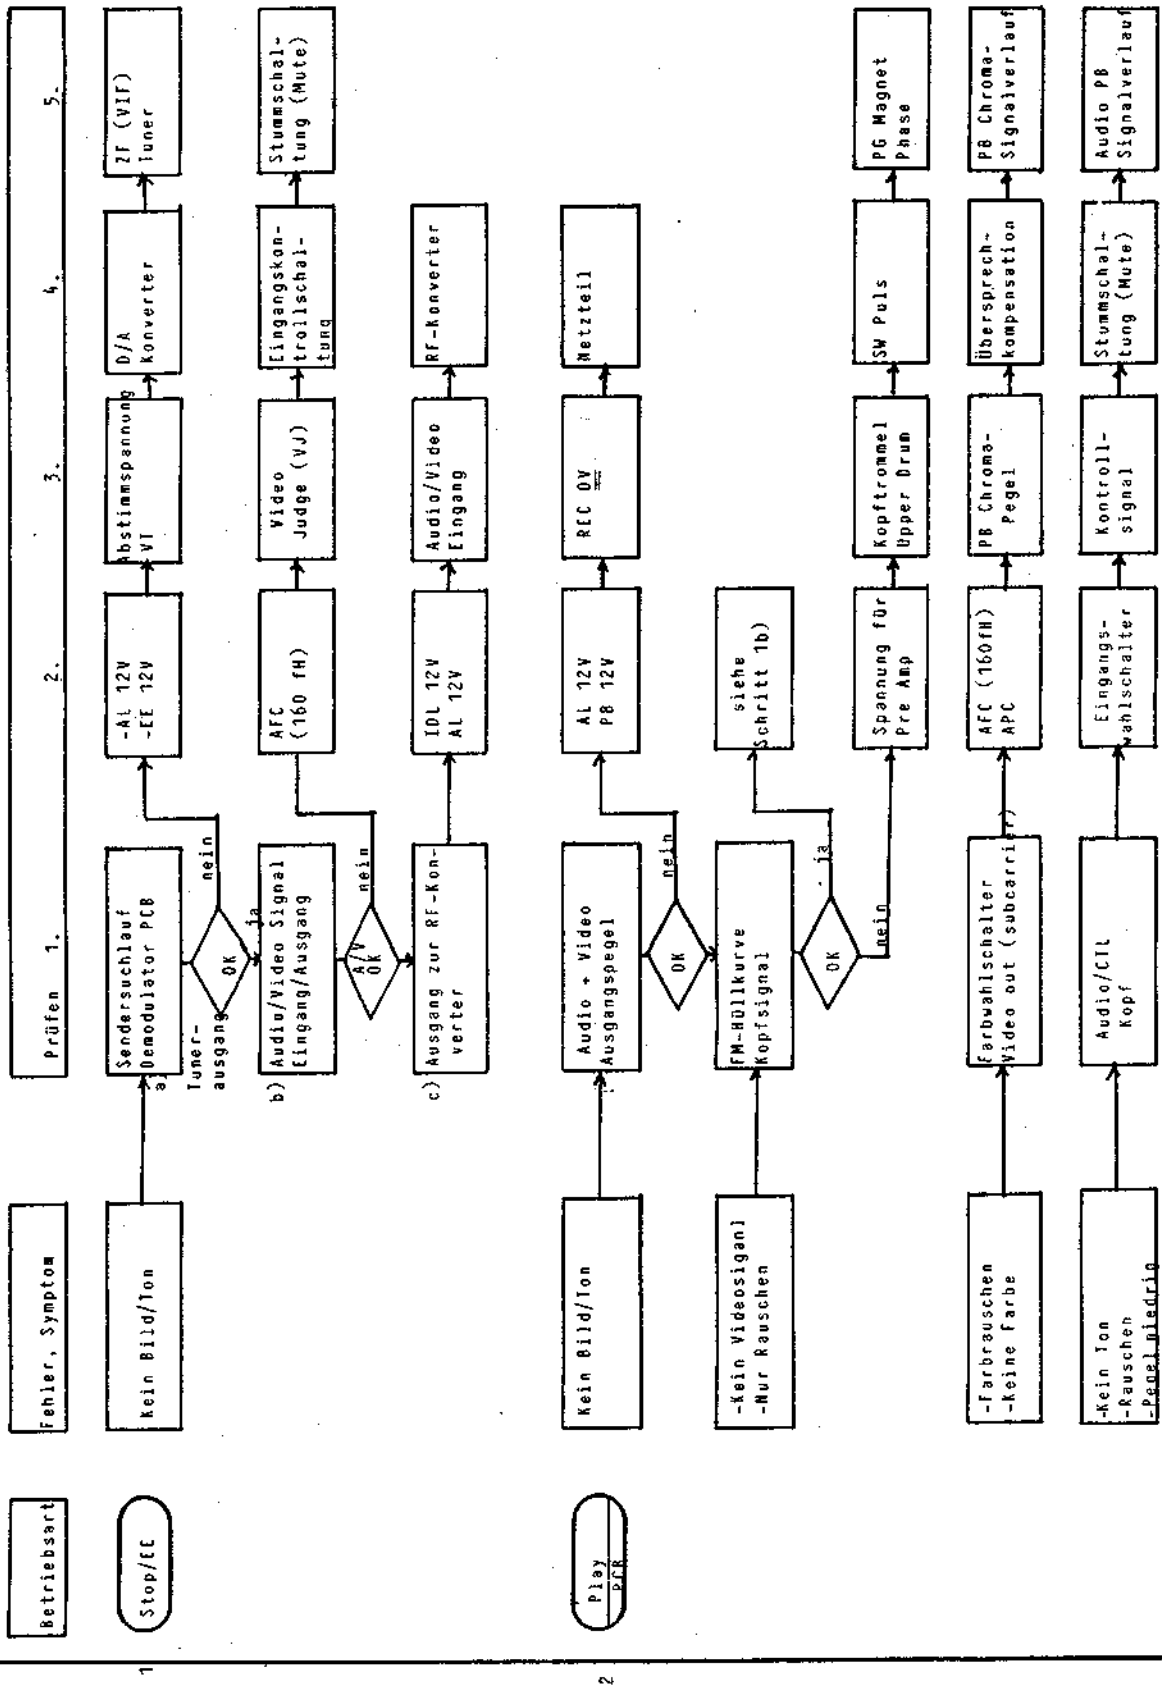 Betriebsart
Fehler, Symptom
Prüfen
1.
2.
3.
4.
5.
1
Stop/EE
Kein Bild/Ton
a)
Sendersuchlauf
Demodulator PCB
OK
nein
ja
Tuner-
ausgang
-AL 12V
-EE 12V
Abstimmspannung
VT
D/A
Konverter
ZF (VIF)
Tuner
b)
Audio/Video Signal
Eingang/Ausgang
A/V
OK
nein
AFC
(160 fH)
Video
Judge (VJ)
Eingangskon-
trollschal-
tung
Stummschal-
tung (Mute)
c)
Ausgang zur RF-Kon-
verter
IDL 12V
AL 12V
Audio/Video
Eingang
RF-Konverter
2
Play
PCB
Kein Bild/Ton
Audio + Video
Ausgangspegel
OK
nein
AL 12V
PB 12V
REC 0V
Netzteil
-Kein Videosiganl
-Nur Rauschen
FM-Hüllkurve
Kopfsignal
OK
ja
nein
siehe
Schritt 1b)
Spannung für
Pre Amp
Kopftrommel
Upper Drum
SW Puls
PG Magnet
Phase
-Farbrauschen
-Keine Farbe
Farbwahlschalter
Video out (subcarrier)
AFC (160fH)
APC
PB Chroma-
Pegel
Übersprech-
kompensation
PB Chroma-
Signalverlauf
-Kein Ton
-Rauschen
-Pegel niedrig
Audio/CTL
Kopf
Eingangs-
wahlschalter
Kontroll-
signal
Stummschal-
tung (Mute)
Audio PB
Signalverlauf